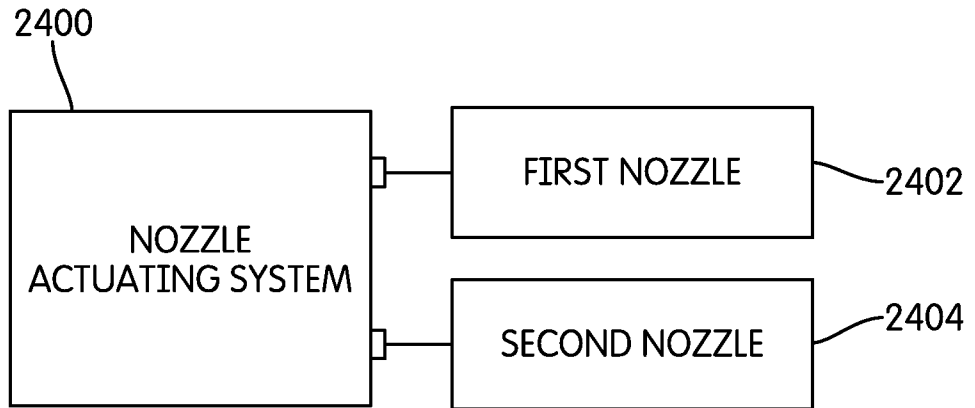 2400
NOZZLE
ACTUATING SYSTEM
FIRST NOZZLE
2402
SECOND NOZZLE
2404